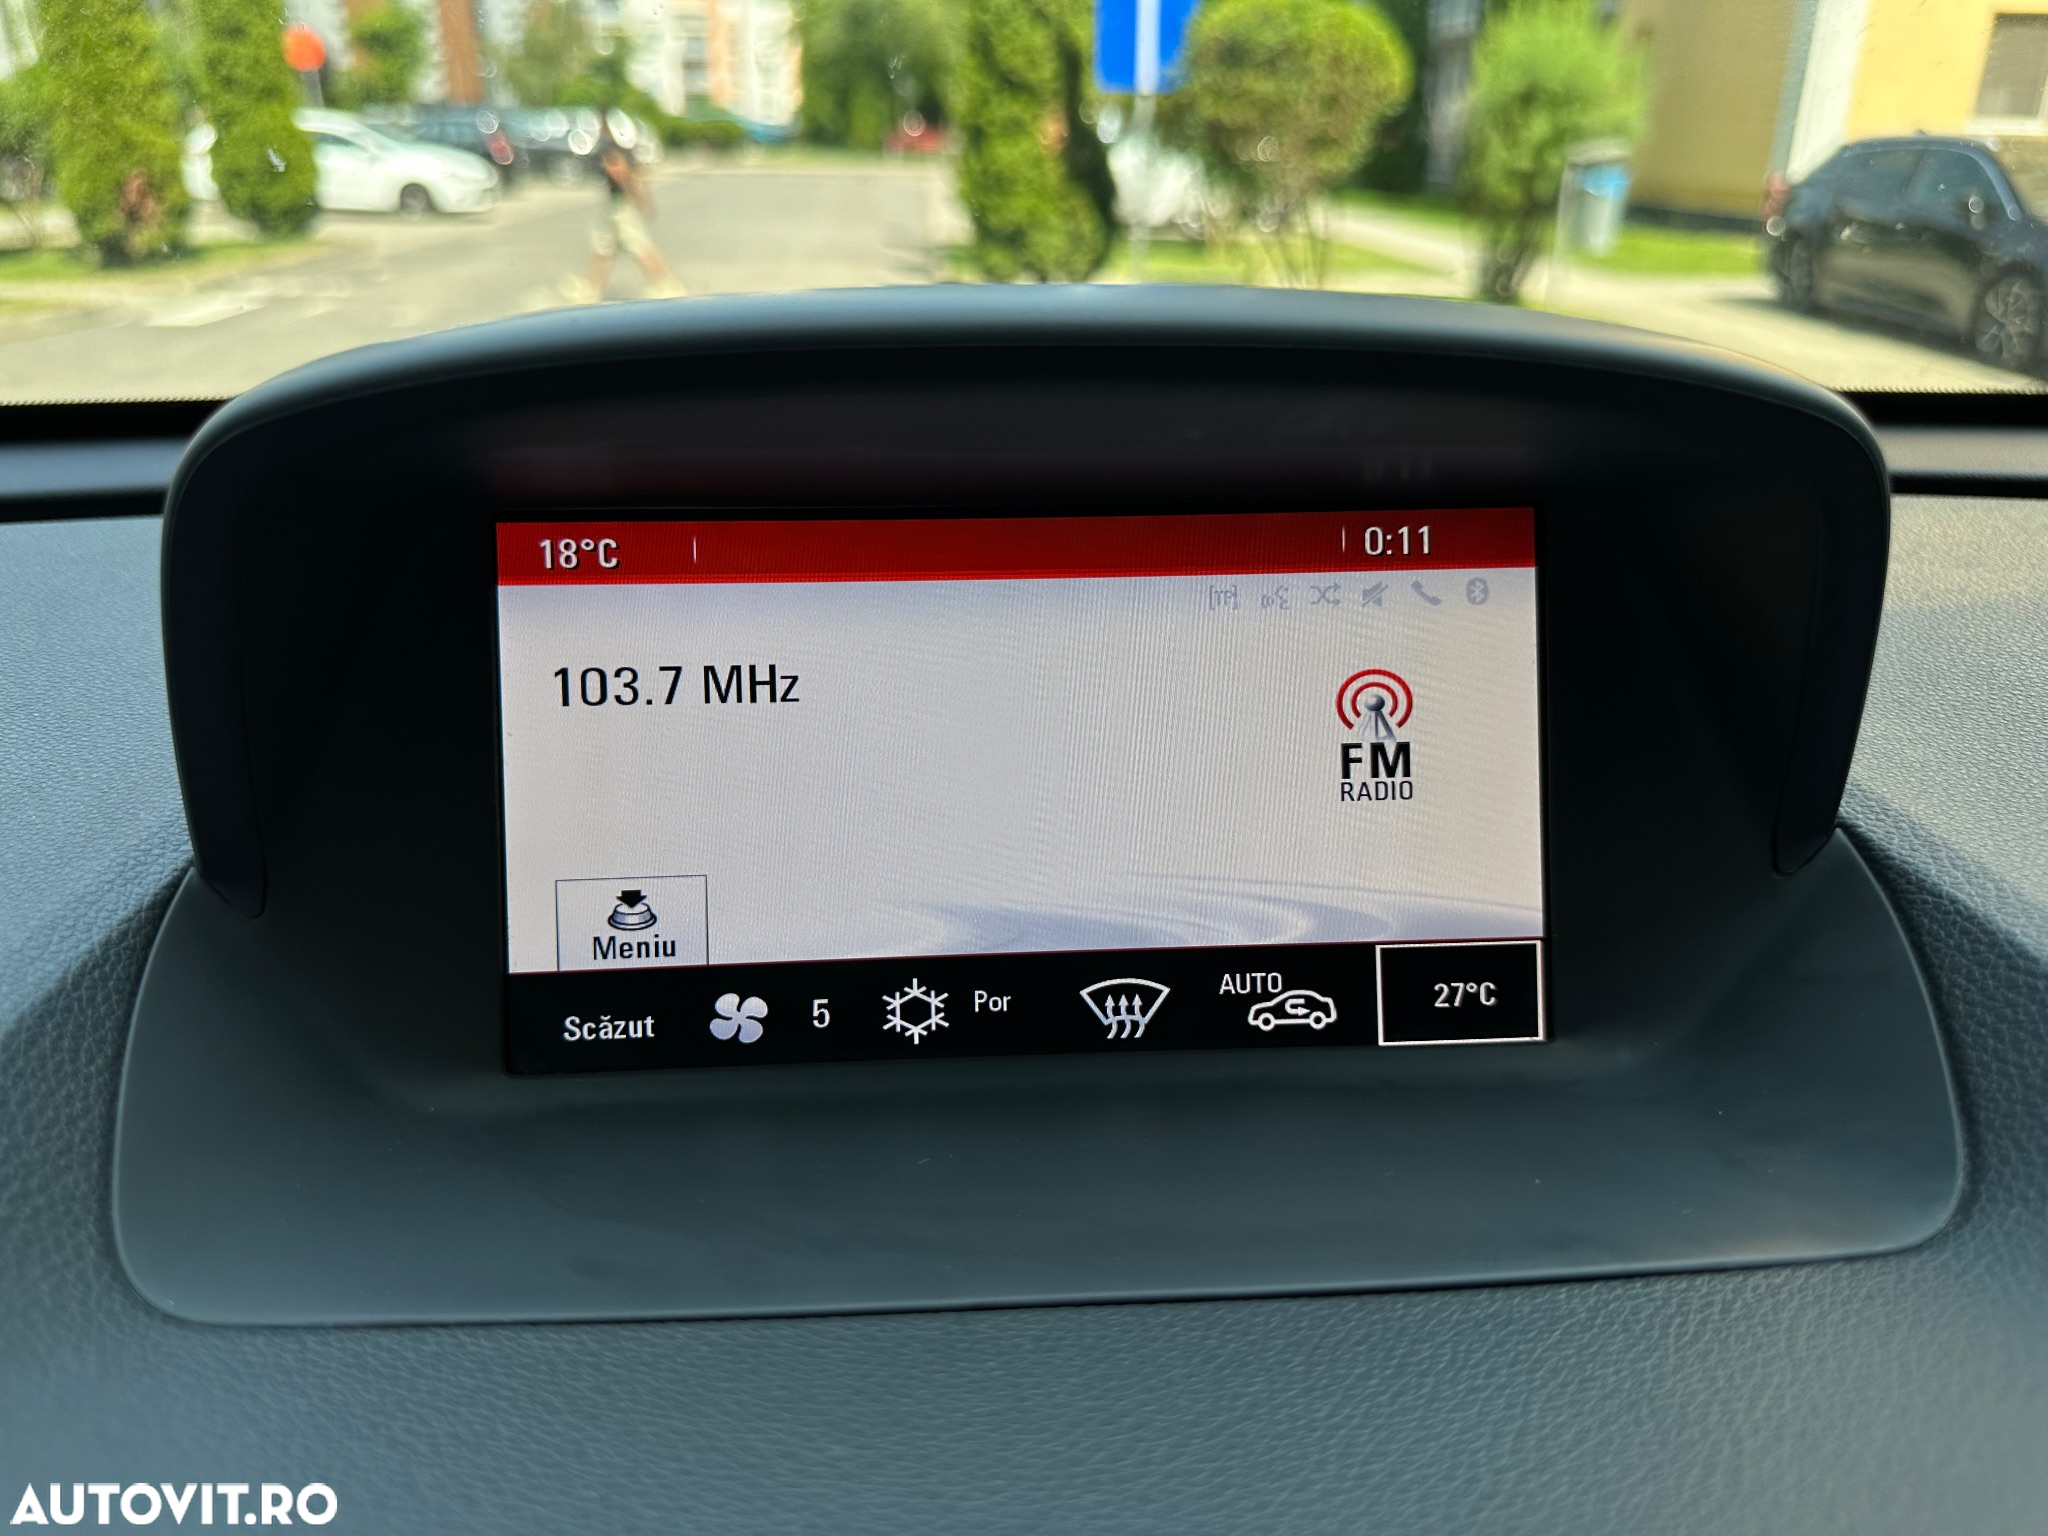 18°C 0:11
103.7 MHz
FM
RADIO
Meniu
Scăzut 5 Por AUTO 27°C
AUTOVIT.RO